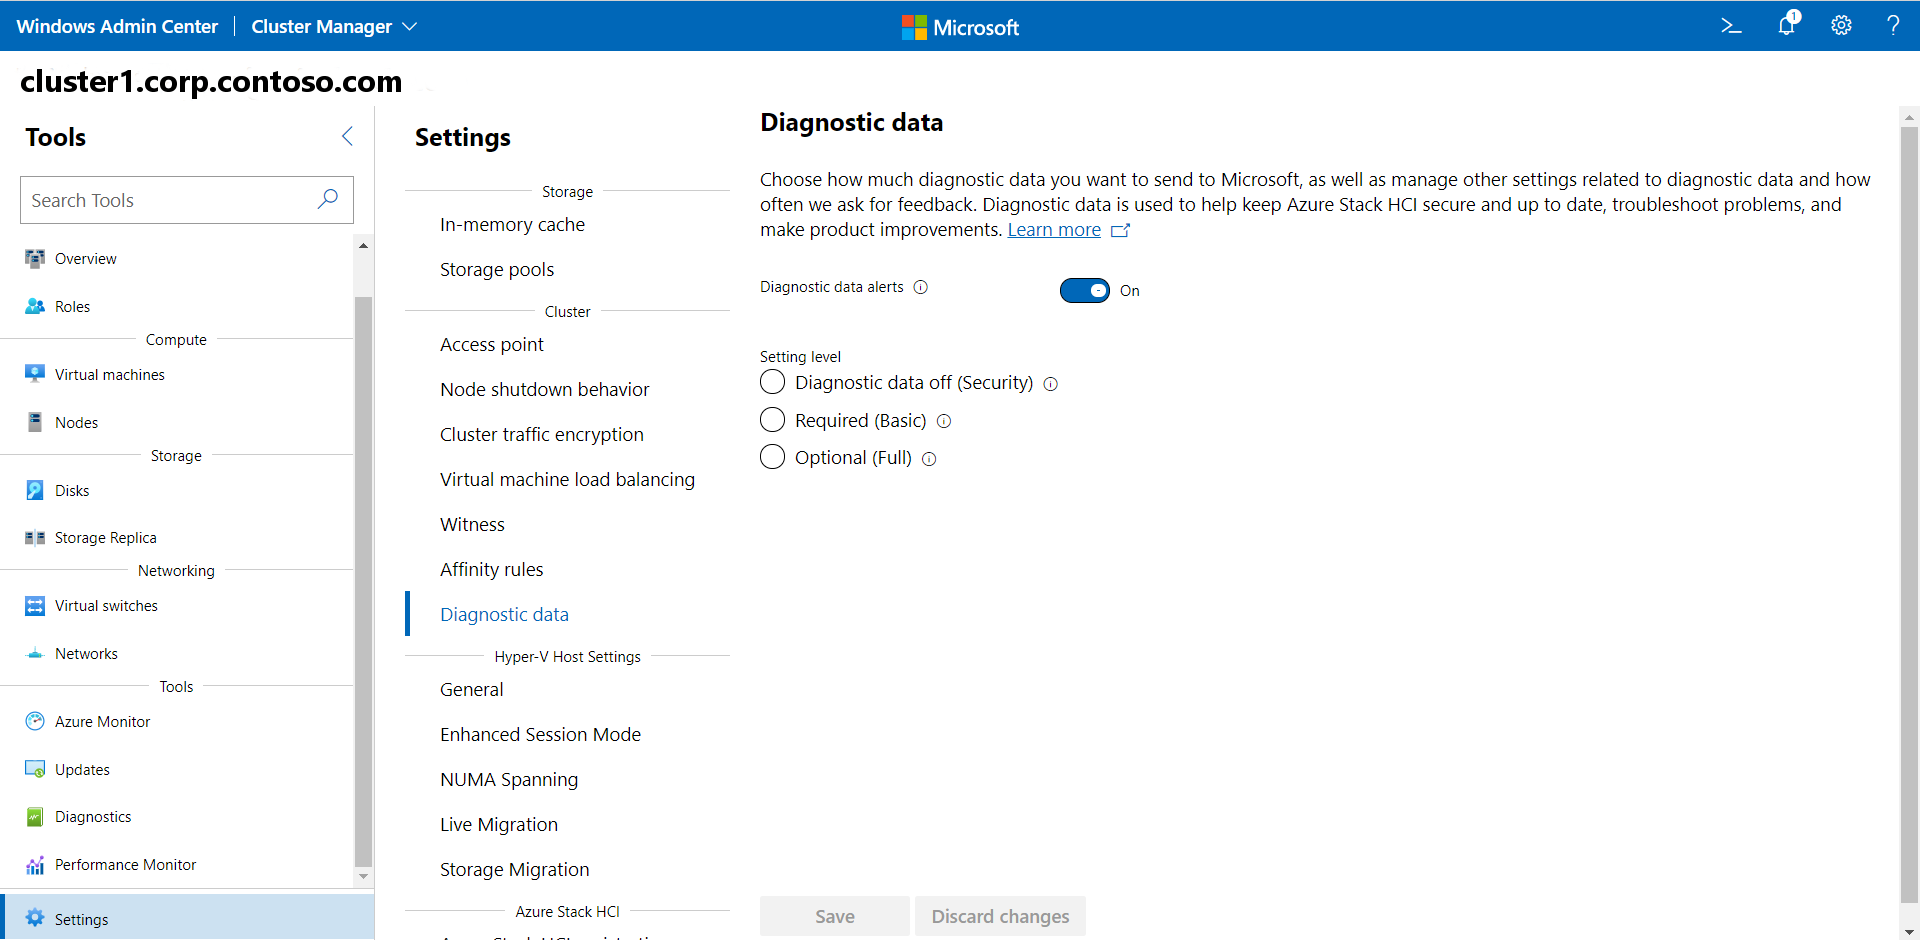 Windows Admin Center
Cluster Manager
Microsoft
1
cluster1.corp.contoso.com
Tools
Search Tools
Overview
Roles
Compute
Virtual machines
Nodes
Storage
Disks
Storage Replica
Networking
Virtual switches
Networks
Tools
Azure Monitor
Updates
Diagnostics
Performance Monitor
Settings
Settings
Storage
In-memory cache
Storage pools
Cluster
Access point
Node shutdown behavior
Cluster traffic encryption
Virtual machine load balancing
Witness
Affinity rules
Diagnostic data
Hyper-V Host Settings
General
Enhanced Session Mode
NUMA Spanning
Live Migration
Storage Migration
Azure Stack HCI
Diagnostic data
Choose how much diagnostic data you want to send to Microsoft, as well as manage other settings related to diagnostic data and how
often we ask for feedback. Diagnostic data is used to help keep Azure Stack HCI secure and up to date, troubleshoot problems, and
make product improvements. Learn more
Diagnostic data alerts
On
Setting level
Diagnostic data off (Security)
Required (Basic)
Optional (Full)
Save
Discard changes